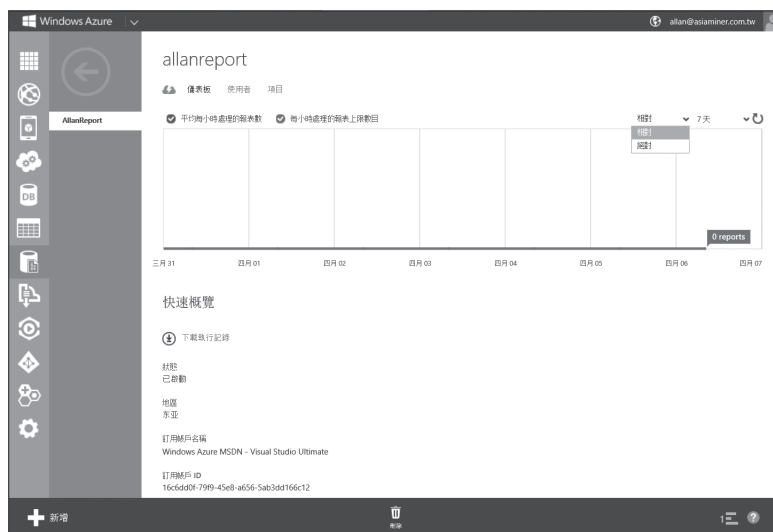 Windows Azure
allan@asiaminer.com.tw
allanreport
儀表板 使用者 項目
AllanReport
平均每小時處理的報表數 每小時處理的報表上限數目 相對 7天
相對
絕對
0 reports
三月 31 四月 01 四月 02 四月 03 四月 04 四月 05 四月 06 四月 07
快速概覽
下載執行記錄
狀態
已啟動
地區
东亚
訂用帳戶名稱
Windows Azure MSDN - Visual Studio Ultimate
訂用帳戶 ID
16c6dd0f-79f9-45e8-a656-5ab3dd166c12
DB
新增 刪除 1 ?